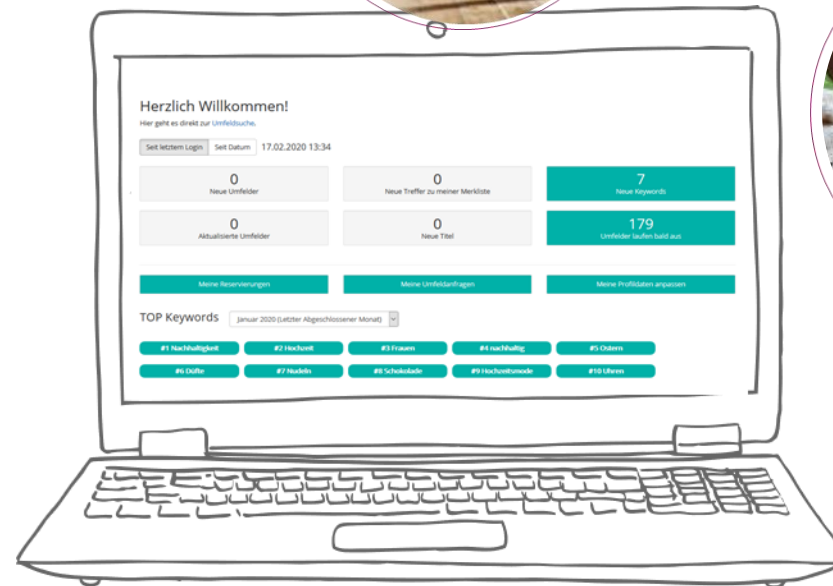 Herzlich Willkommen!
Hier geht es direkt zur Umfeldsuche.
Seit letztem Login Seit Datum 17.02.2020 13:34
0 0 7
Neue Umfelder Neue Treffer zu meiner Merkliste Neue Keywords
0 0 179
Aktualisierte Umfelder Neue Titel Umfelder laufen bald aus
Meine Reservierungen Meine Umfeldanfragen Meine Profildaten anpassen
TOP Keywords Januar 2020 (Letzter Abgeschlossener Monat)
#1 Nachhaltigkeit #2 Hochzeit #3 Frauen #4 nachhaltig #5 Ostern
#6 Düfte #7 Nudeln #8 Schokolade #9 Hochzeitsmode #10 Uhren